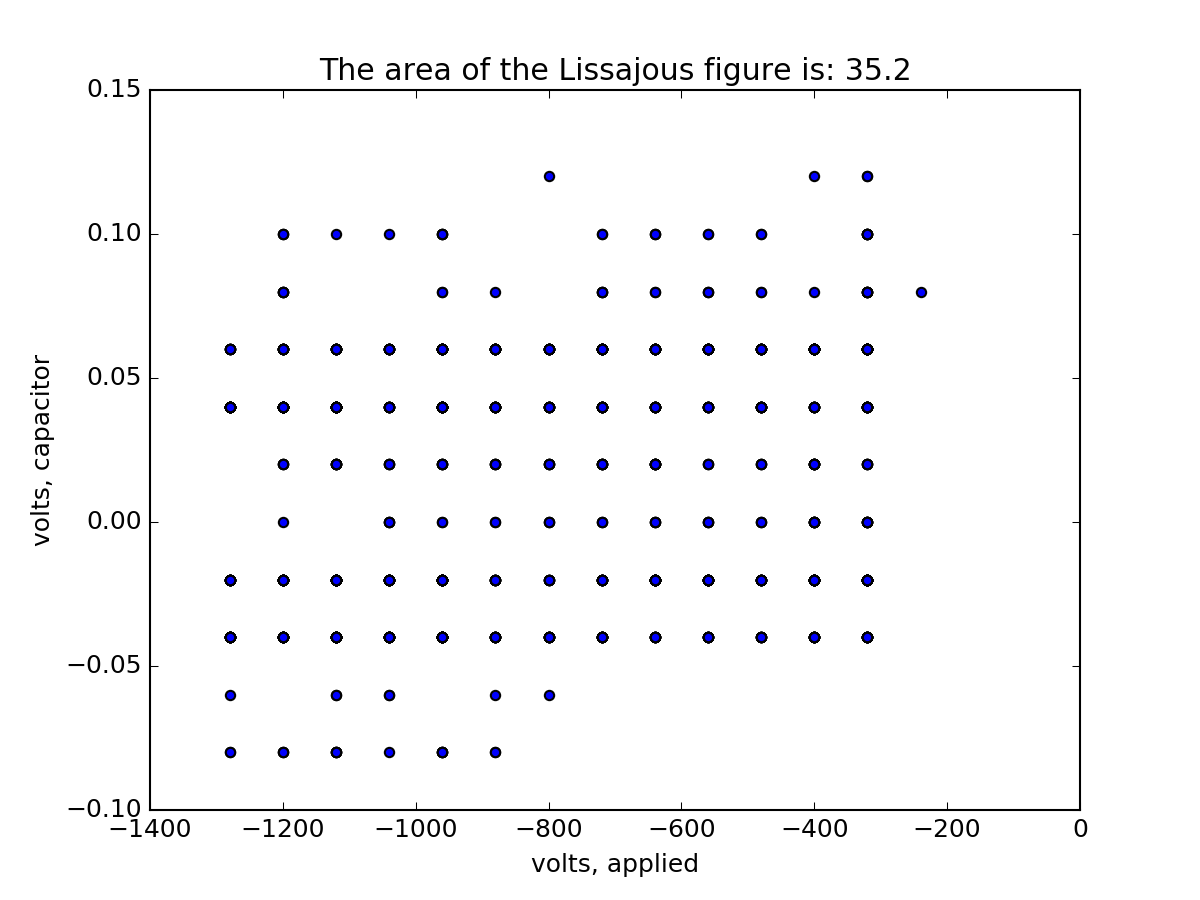 The area of the Lissajous figure is: 35.2
0.15
0.10
0.05
0.00
−0.05
−0.10
volts, capacitor
−1400 −1200 −1000 −800 −600 −400 −200 0
volts, applied